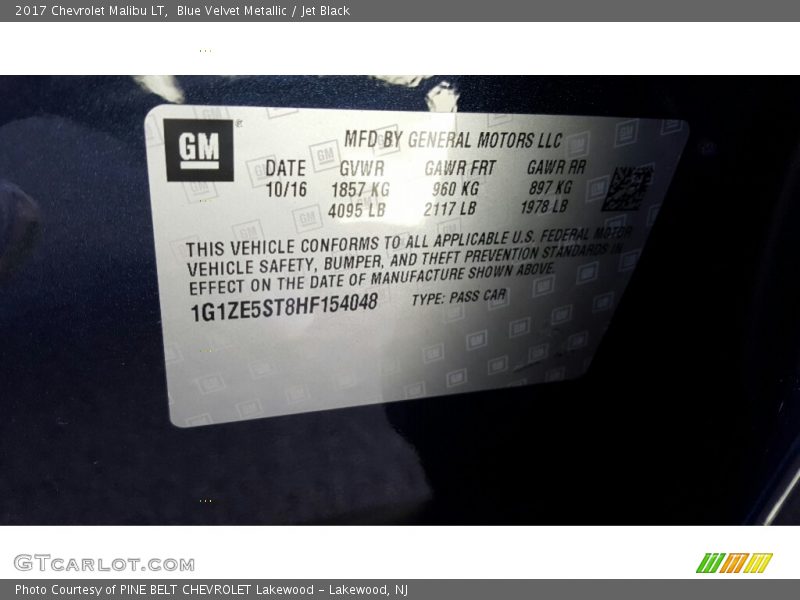 2017 Chevrolet Malibu LT, Blue Velvet Metallic / Jet Black
GM
MFD BY GENERAL MOTORS LLC
DATE GVWR GAWR FRT GAWR RR
10/16 1857 KG 960 KG 897 KG
4095 LB 2117 LB 1978 LB
THIS VEHICLE CONFORMS TO ALL APPLICABLE U.S. FEDERAL MOTOR
VEHICLE SAFETY, BUMPER, AND THEFT PREVENTION STANDARDS IN
EFFECT ON THE DATE OF MANUFACTURE SHOWN ABOVE.
1G1ZE5ST8HF154048 TYPE: PASS CAR
GTCARLOT.COM
Photo Courtesy of PINE BELT CHEVROLET Lakewood - Lakewood, NJ